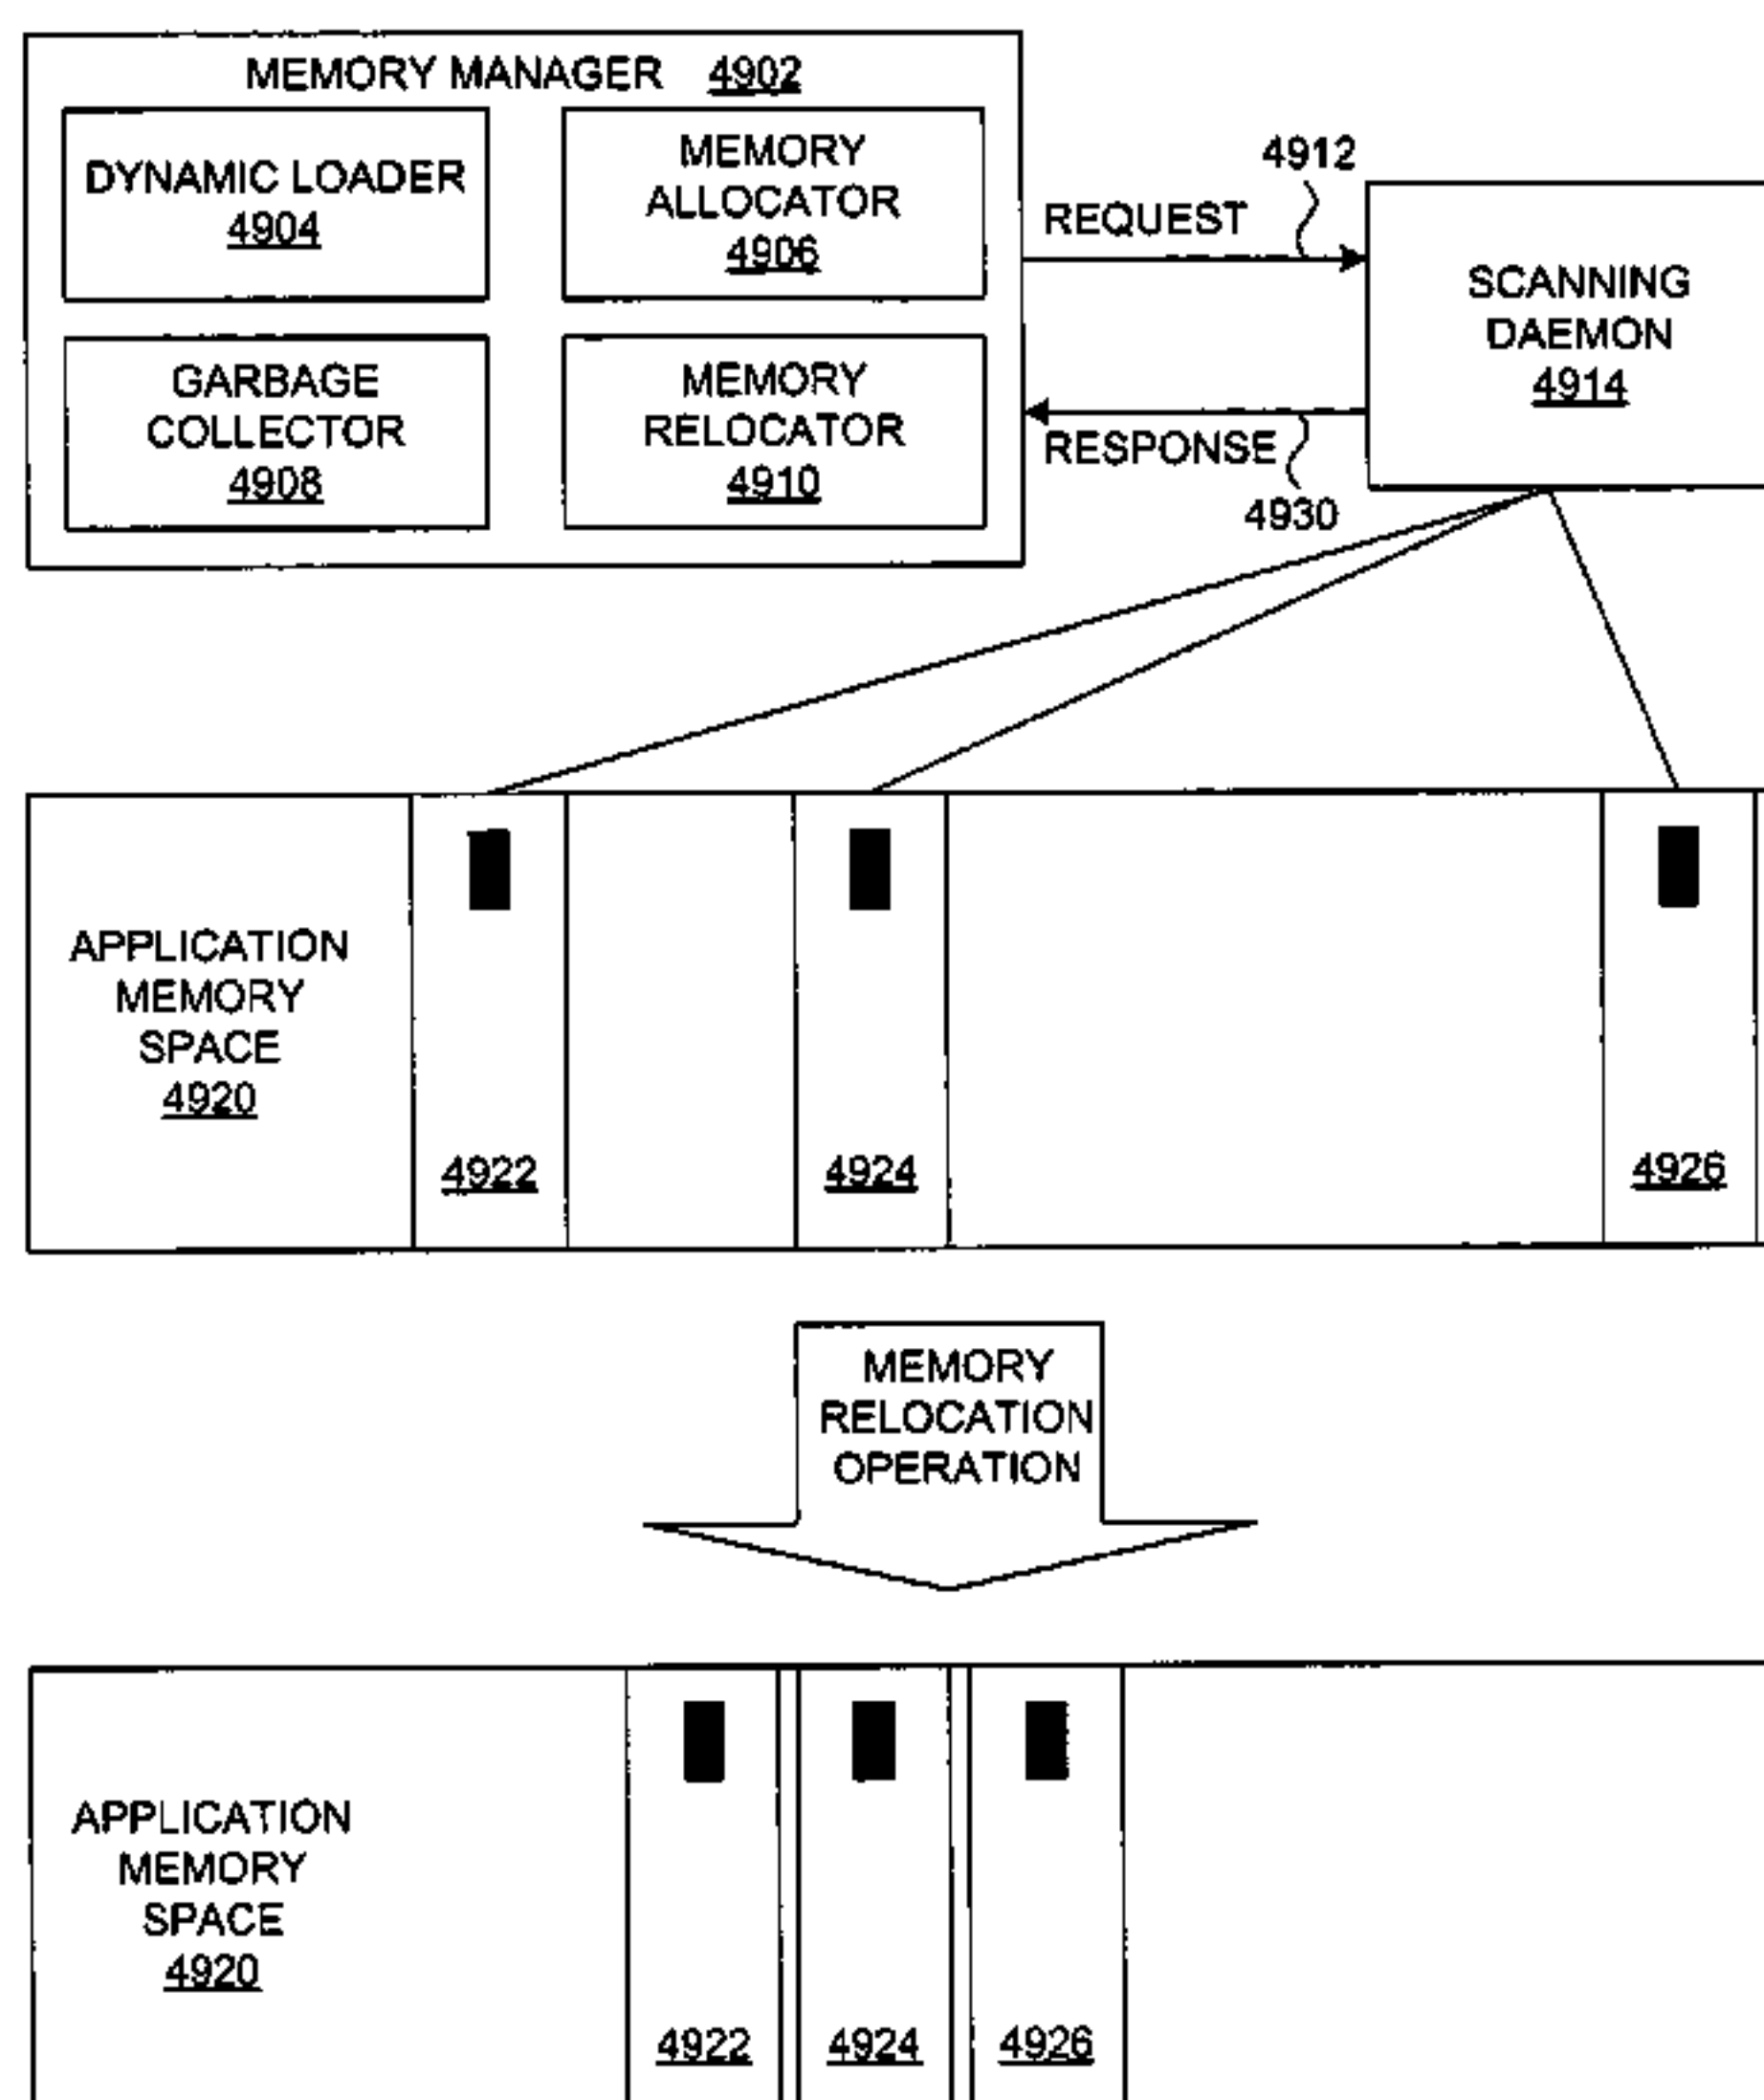 MEMORY MANAGER 4902
DYNAMIC LOADER
4904
MEMORY
ALLOCATOR
4906
GARBAGE
COLLECTOR
4908
MEMORY
RELOCATOR
4910
4912
REQUEST
RESPONSE
4930
SCANNING
DAEMON
4914
APPLICATION
MEMORY
SPACE
4920
4922
4924
4926
MEMORY
RELOCATION
OPERATION
APPLICATION
MEMORY
SPACE
4920
4922
4924
4926